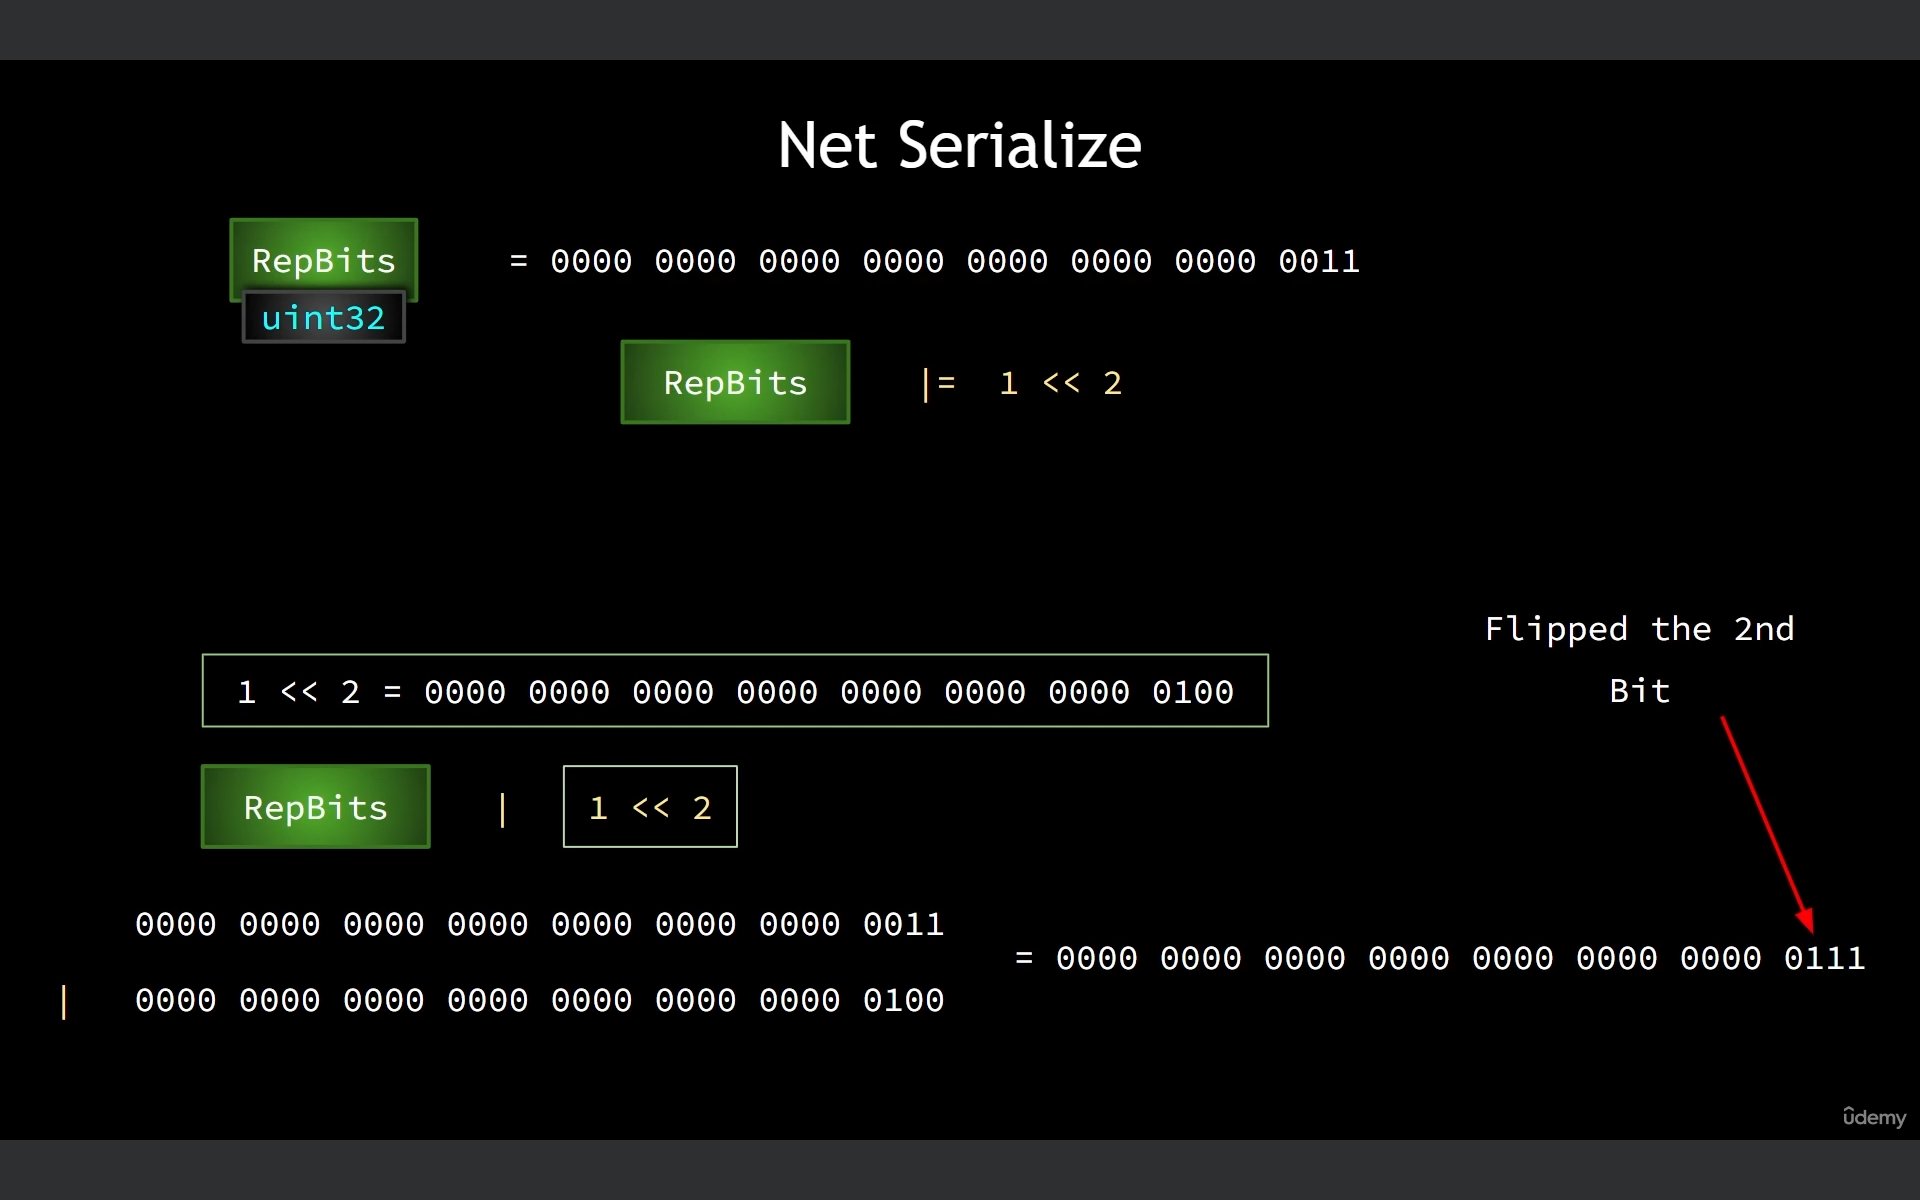 Net Serialize
RepBits = 0000 0000 0000 0000 0000 0000 0000 0011
uint32
RepBits |= 1 << 2
Flipped the 2nd
Bit
1 << 2 = 0000 0000 0000 0000 0000 0000 0000 0100
RepBits | 1 << 2
0000 0000 0000 0000 0000 0000 0000 0011
= 0000 0000 0000 0000 0000 0000 0000 0111
| 0000 0000 0000 0000 0000 0000 0000 0100
ûdemy